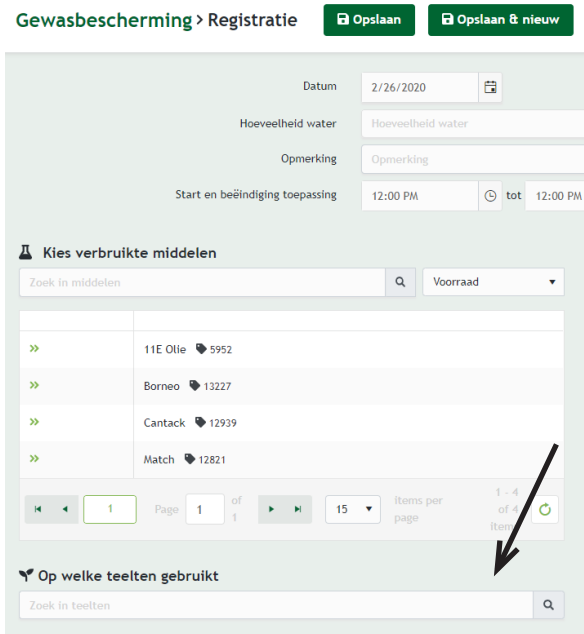 Gewasbescherming > Registratie Opslaan Opslaan & nieuw
Datum 2/26/2020
Hoeveelheid water Hoeveelheid water
Opmerking Opmerking
Start en beëindiging toepassing 12:00 PM tot 12:00 PM
Kies verbruikte middelen
Zoek in middelen Voorraad
11E Olie 5952
Borneo 13227
Cantack 12939
Match 12821
1 Page 1 of 1 15 items per page 1 - 4 of 4 items
Op welke teelten gebruikt
Zoek in teelten